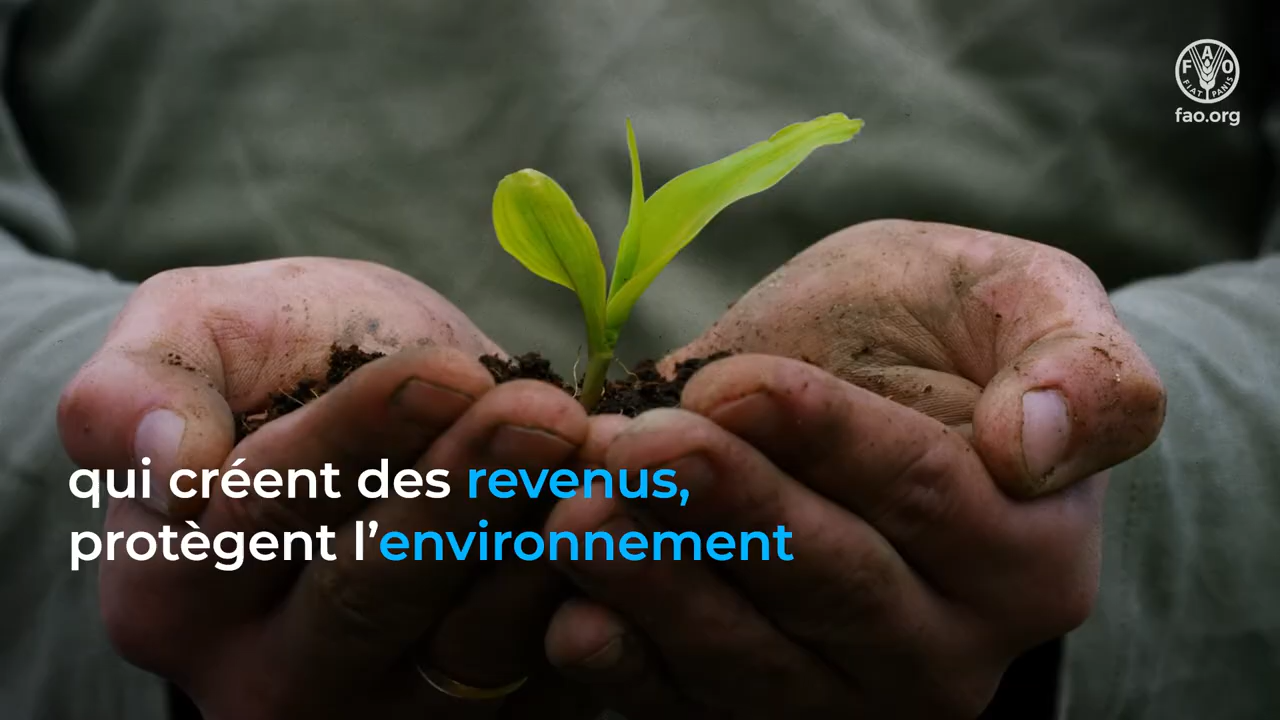 FAO
FIAT PANIS
fao.org
qui créent des revenus,
protègent l’environnement